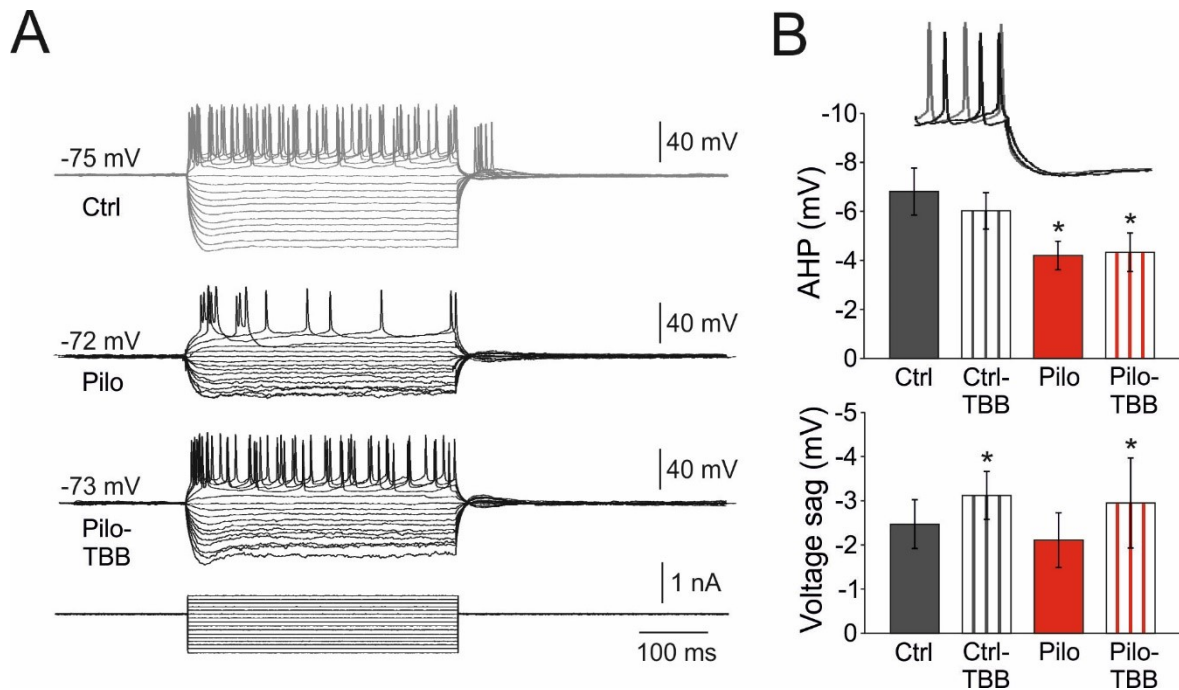 A
-75 mV
Ctrl
40 mV
-72 mV
Pilo
40 mV
-73 mV
Pilo-
TBB
40 mV
1 nA
100 ms
B
-10
-8
-6
-4
-2
0
AHP (mV)
* *
Ctrl Ctrl- Pilo Pilo-
TBB TBB
-5
-4
-3
-2
-1
0
Voltage sag (mV)
* *
Ctrl Ctrl- Pilo Pilo-
TBB TBB